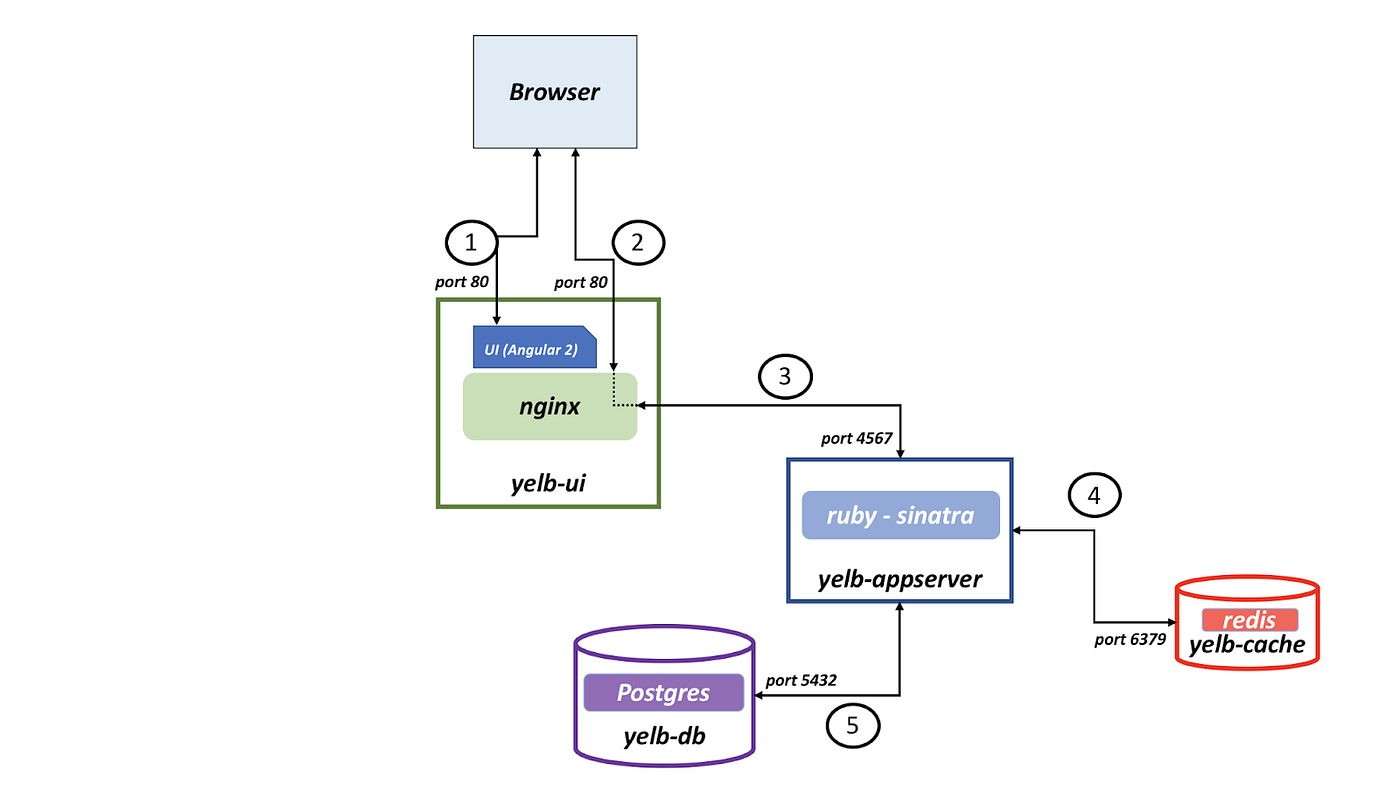 Browser
1
2
port 80
port 80
UI (Angular 2)
nginx
yelb-ui
3
port 4567
ruby - sinatra
yelb-appserver
4
port 6379
redis
yelb-cache
Postgres
yelb-db
port 5432
5